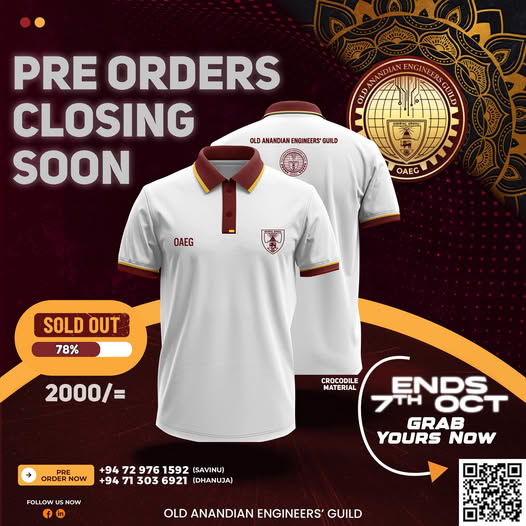 PRE ORDERS
CLOSING
SOON
OLD ANANDIAN ENGINEERS GUILD
OAEG
OLD ANANDIAN ENGINEERS' GUILD
OAEG
SOLD OUT
78%
2000/=
CROCODILE
MATERIAL
ENDS
7TH OCT
GRAB
YOURS NOW
PRE
ORDER NOW
+94 72 976 1592 (SAVINU)
+94 71 303 6921 (DHANUJA)
FOLLOW US NOW
OLD ANANDIAN ENGINEERS' GUILD